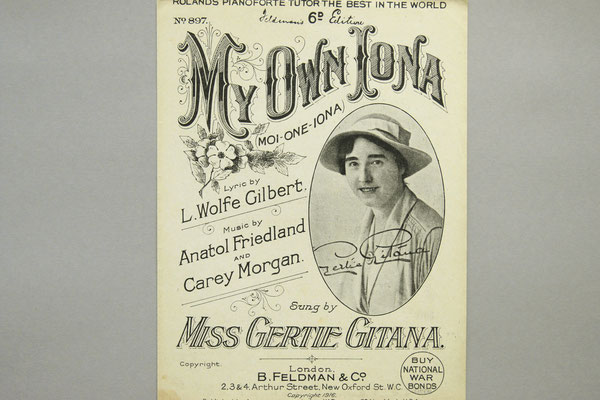 ROLANDS PIANOFORTE TUTOR THE BEST IN THE WORLD
No 897.
Feldman's 6D Edition
MY OWN IONA
(MOI-ONE-IONA)
Lyric by
L. Wolfe Gilbert.
Music by
Anatol Friedland
AND
Carey Morgan.
Gertie Gitana
Sung by
MISS GERTIE GITANA.
Copyright.
London.
B. FELDMAN & Co
2, 3 & 4, Arthur Street, New Oxford St. W.C.
Copyright 1916.
BUY
NATIONAL
WAR
BONDS